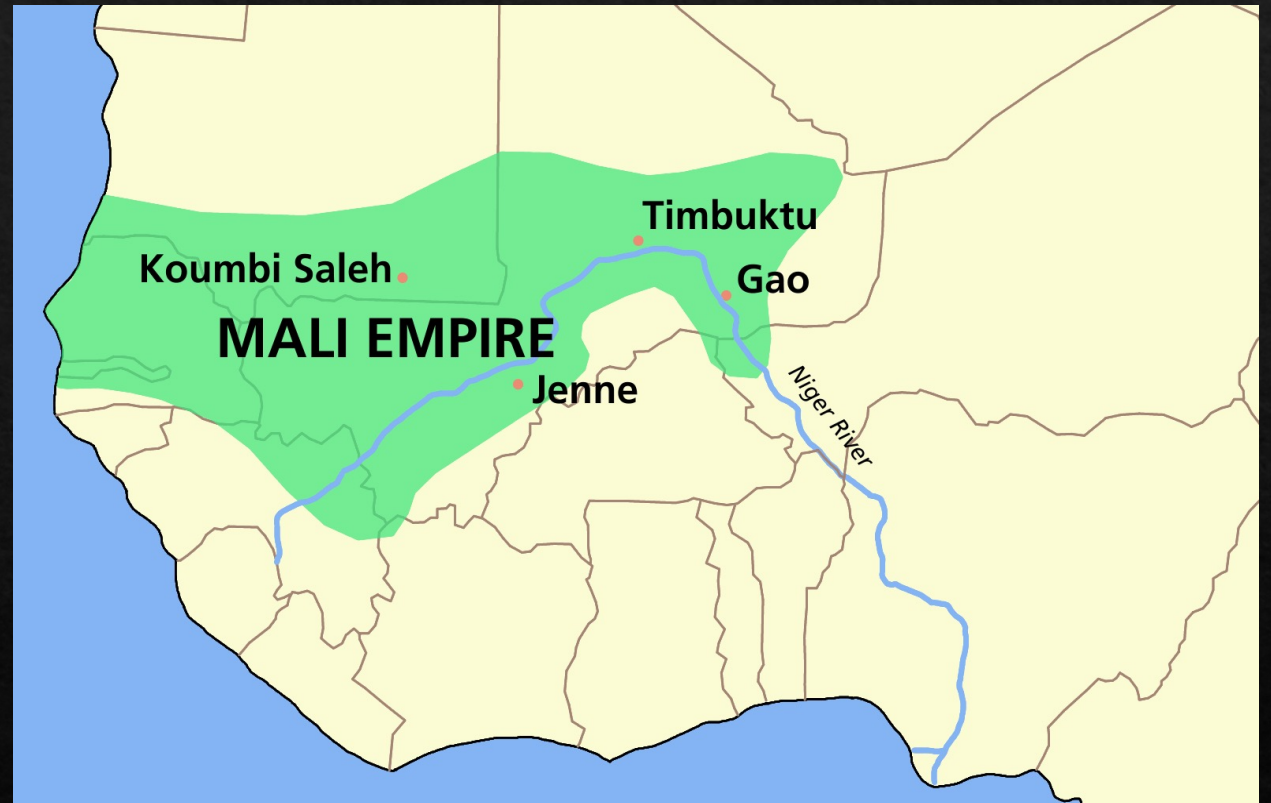 Timbuktu
Koumbi Saleh
Gao
MALI EMPIRE
Jenne
Niger River